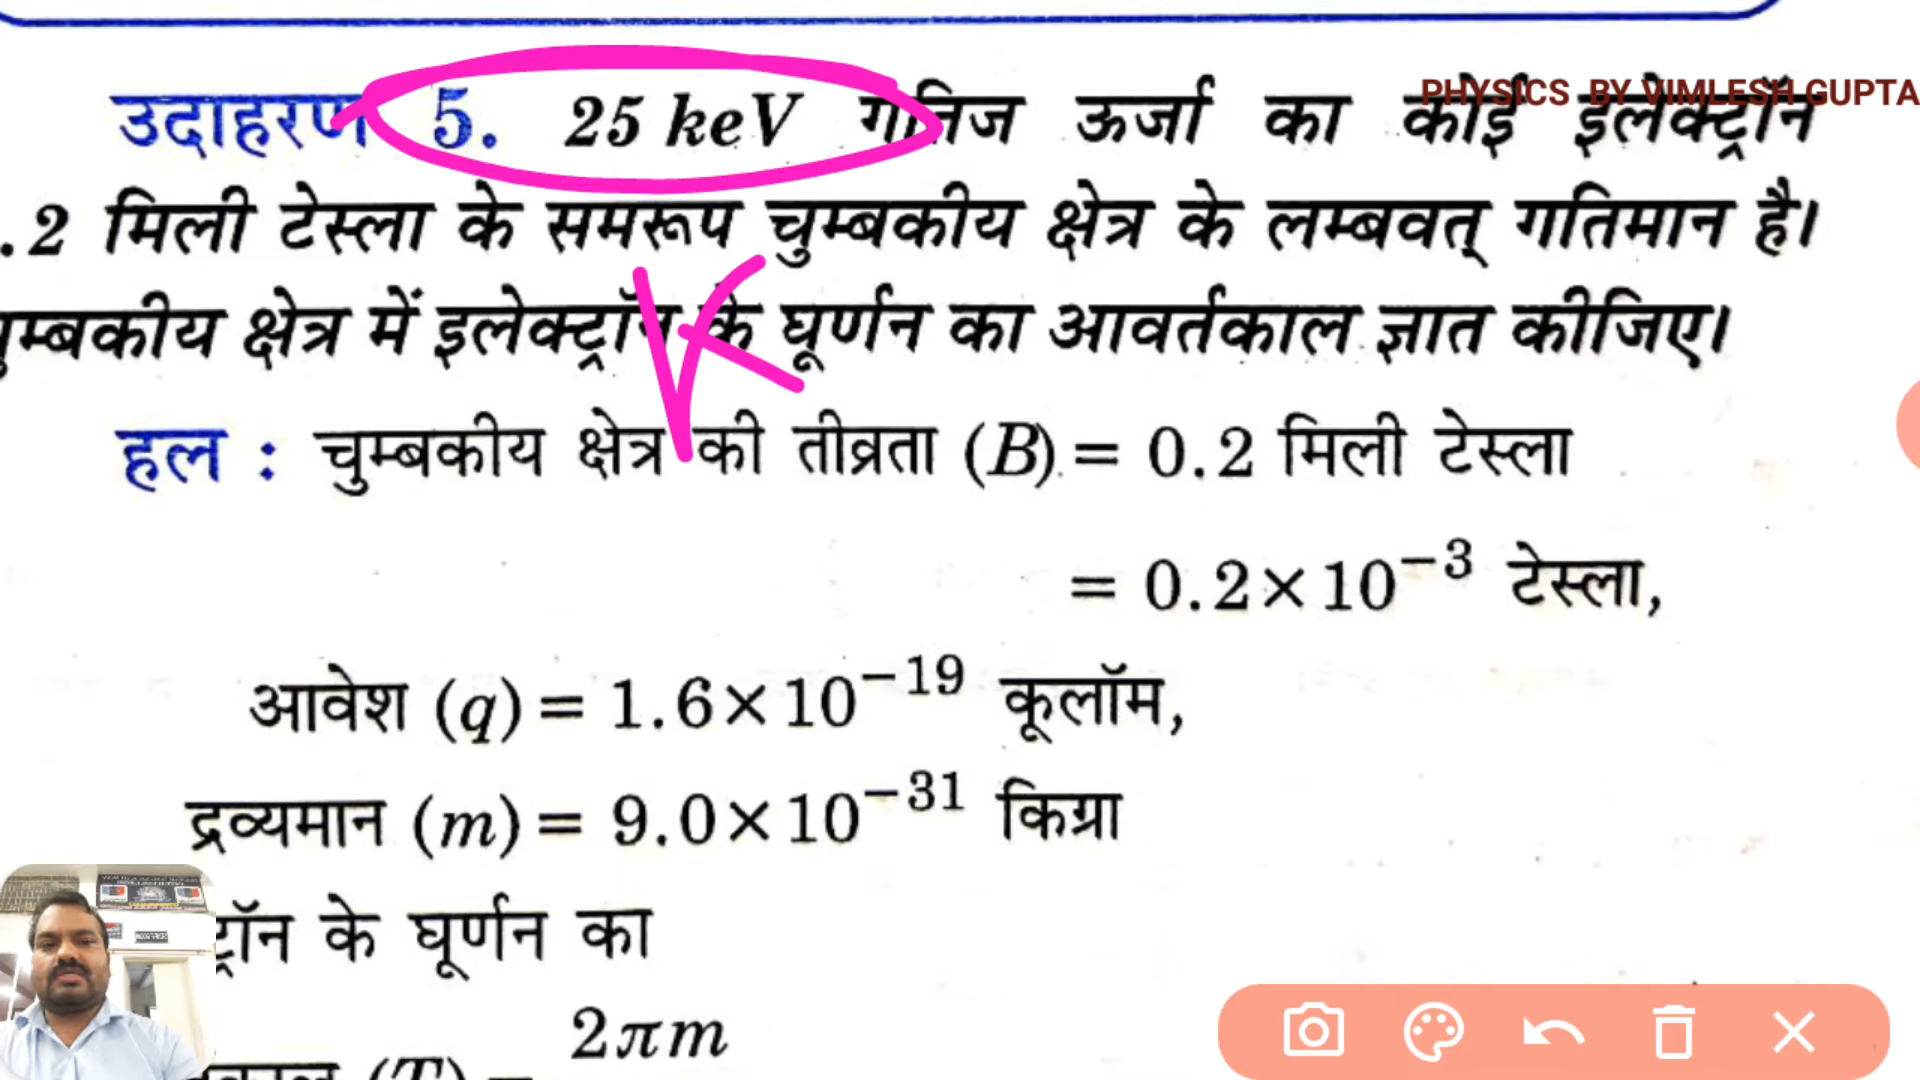 PHYSICS BY VIMLESH GUPTA
उदाहरण 5. 25 keV गतिज ऊर्जा का कोई इलेक्ट्रॉन
.2 मिली टेस्ला के समरूप चुम्बकीय क्षेत्र के लम्बवत् गतिमान है।
चुम्बकीय क्षेत्र में इलेक्ट्रॉन के घूर्णन का आवर्तकाल ज्ञात कीजिए।
हल : चुम्बकीय क्षेत्र की तीव्रता (B) = 0.2 मिली टेस्ला
= 0.2×10⁻³ टेस्ला,
आवेश (q) = 1.6×10⁻¹⁹ कूलॉम,
द्रव्यमान (m) = 9.0×10⁻³¹ किग्रा
ट्रॉन के घूर्णन का
2πm
(T) =